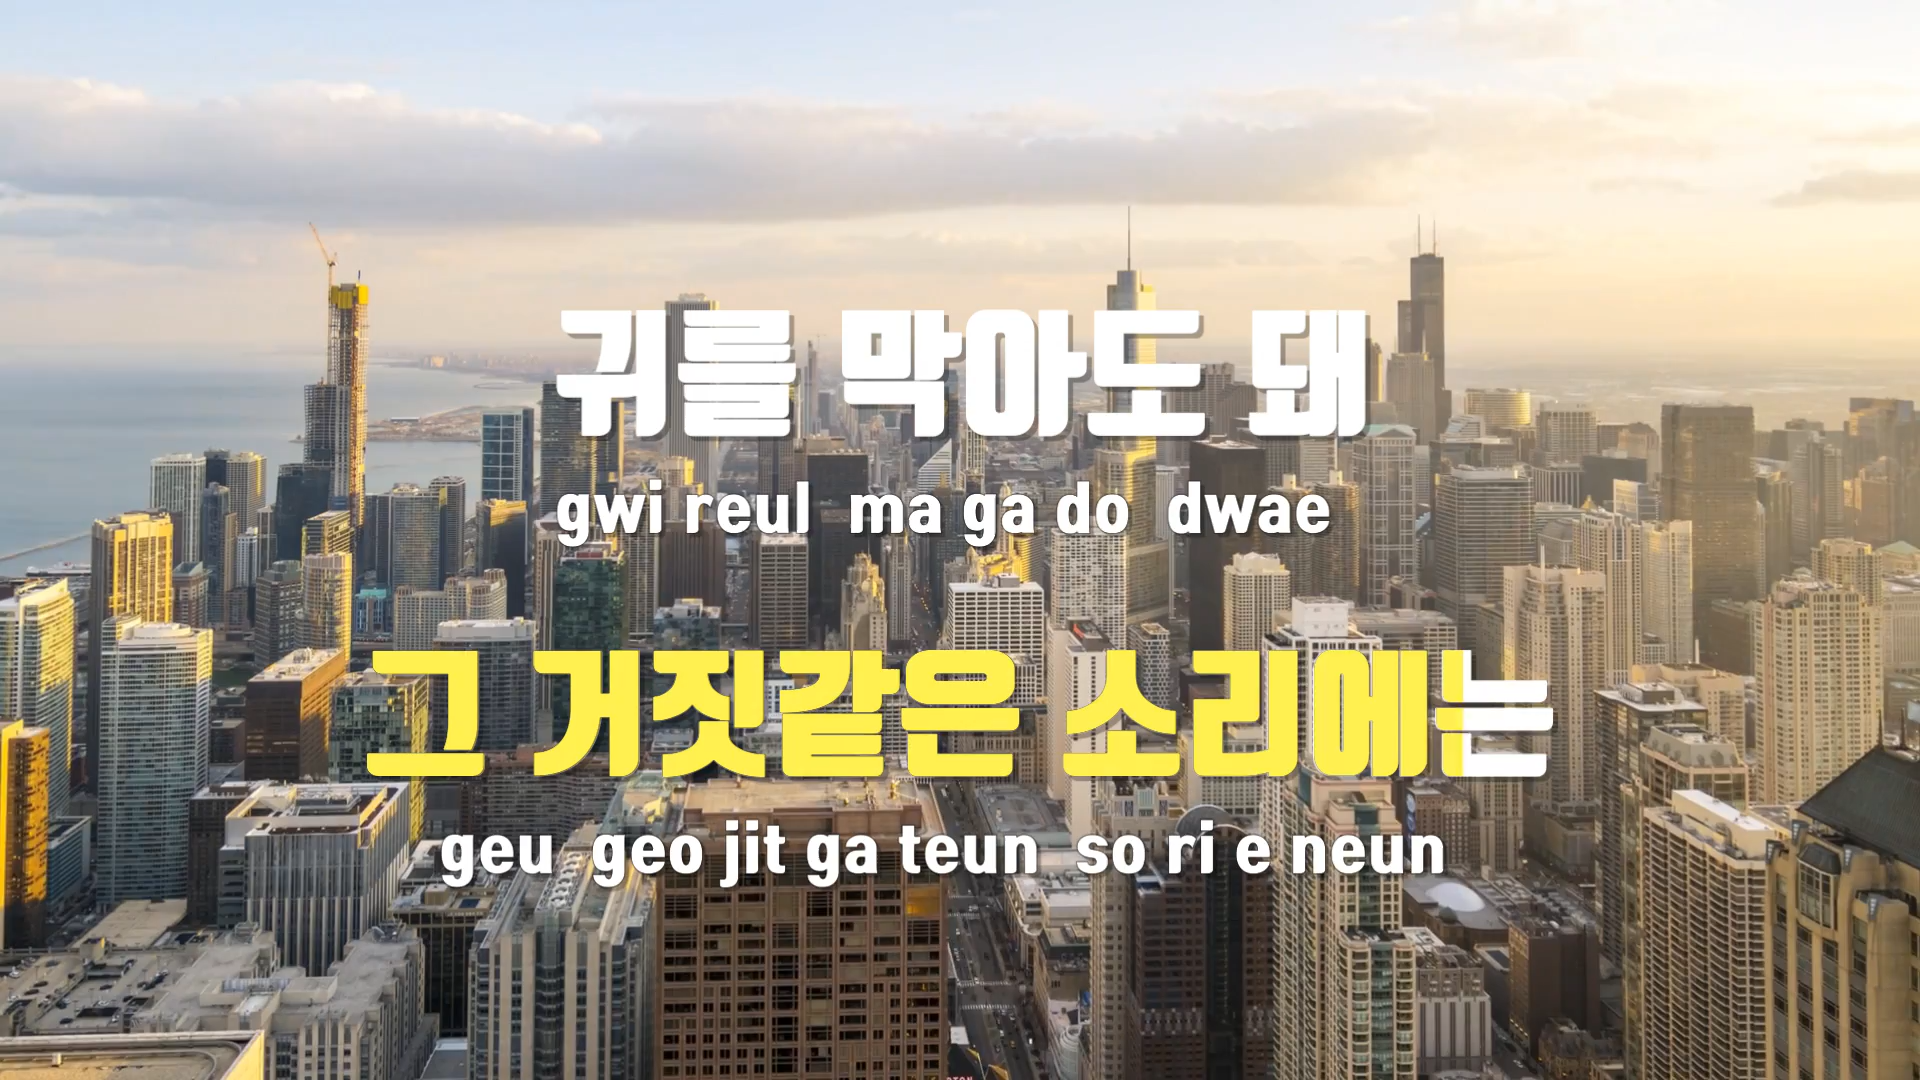 귀를 막아도 돼
gwi reul ma ga do dwae
그 거짓같은 소리에는
geu geo jit ga teun so ri e neun